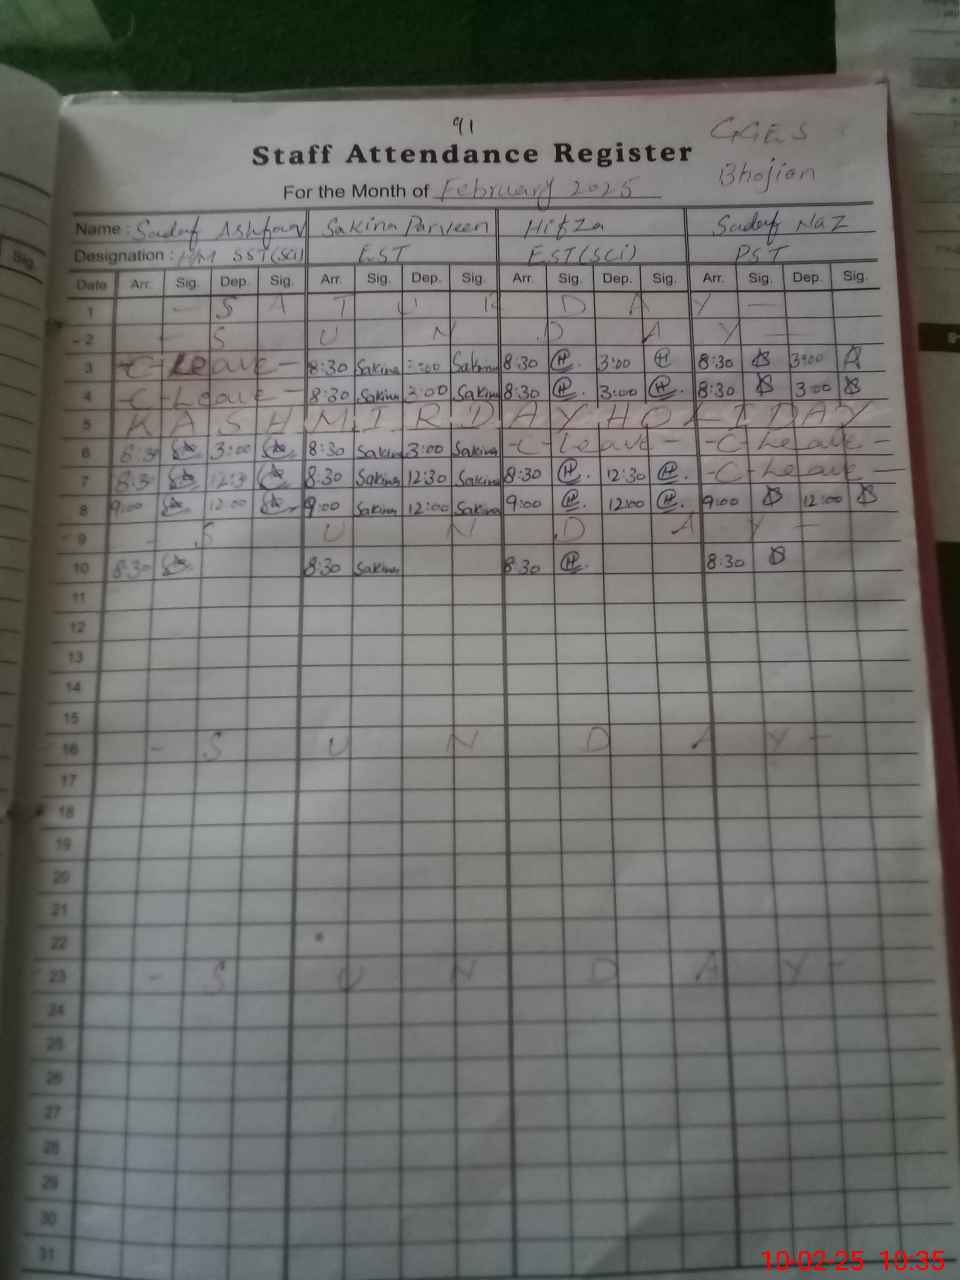 91
GGES
Staff Attendance Register
Bhojian
For the Month of February 2025
Name : Sadaf Ashfaq Sakina Parveen Hifza Sadaf Naz
Designation : HM SST(sci) EST EST(sci) PST
Date Arr. Sig. Dep. Sig. Arr. Sig. Dep. Sig. Arr. Sig. Dep. Sig. Arr. Sig. Dep. Sig.
1 - S A T U R D A Y -
2 - S U N D A Y -
3 -C-Leave- 8:30 Sakina 3:00 Sakina 8:30 H 3:00 H 8:30 3:00
4 -C-Leave- 8:30 Sakina 3:00 Sakina 8:30 H 3:00 H 8:30 3:00
5 K A S H M I R D A Y H O L I D A Y
6 8:30 3:00 8:30 Sakina 3:00 Sakina -C-Leave- -C-Leave-
7 8:30 12:30 8:30 Sakina 12:30 Sakina 8:30 H 12:30 H -C-Leave-
8 9:00 12:00 9:00 Sakina 12:00 Sakina 9:00 H 12:00 H 9:00 12:00
9 - S U N D A Y -
10 8:30 8:30 Sakina 8:30 H 8:30
11
12
13
14
15
16 - S U N D A Y -
17
18
19
20
21
22
23 - S U N D A Y -
24
25
26
27
28
29
30
31
Sig.
10-02-25 10:35